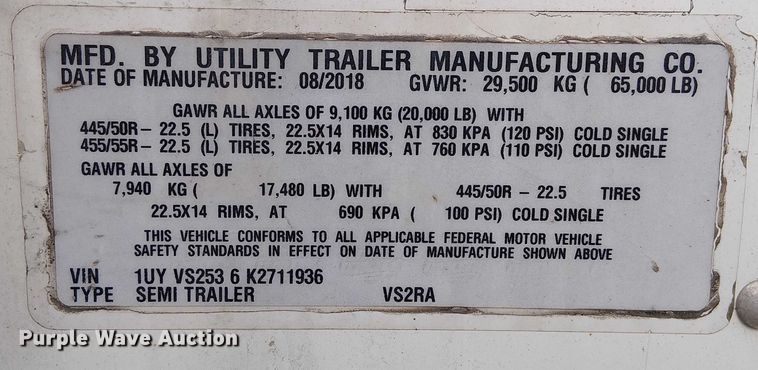 MFD. BY UTILITY TRAILER MANUFACTURING CO.
DATE OF MANUFACTURE: 08/2018 GVWR: 29,500 KG ( 65,000 LB)
GAWR ALL AXLES OF 9,100 KG (20,000 LB) WITH
445/50R- 22.5 (L) TIRES, 22.5X14 RIMS, AT 830 KPA (120 PSI) COLD SINGLE
455/55R- 22.5 (L) TIRES, 22.5X14 RIMS, AT 760 KPA (110 PSI) COLD SINGLE
GAWR ALL AXLES OF
7,940 KG ( 17,480 LB) WITH 445/50R - 22.5 TIRES
22.5X14 RIMS, AT 690 KPA ( 100 PSI) COLD SINGLE
THIS VEHICLE CONFORMS TO ALL APPLICABLE FEDERAL MOTOR VEHICLE
SAFETY STANDARDS IN EFFECT ON DATE OF MANUFACTURE SHOWN ABOVE
VIN 1UY VS253 6 K2711936
TYPE SEMI TRAILER VS2RA
Purple Wave Auction